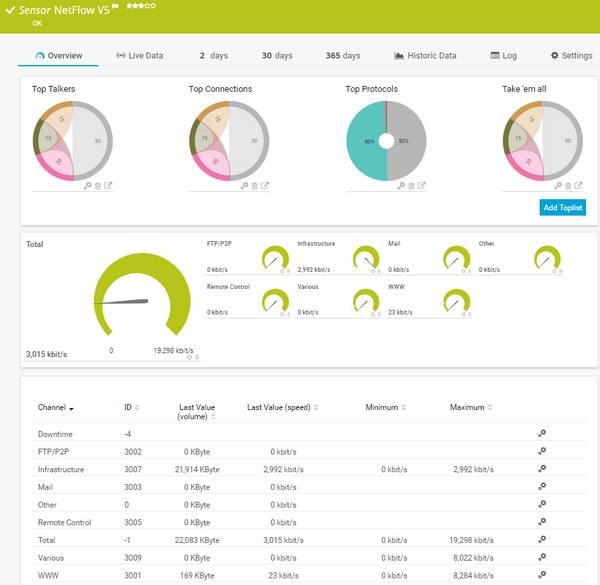 Sensor NetFlow V5
OK
Overview
Live Data
2 days
30 days
365 days
Historic Data
Log
Settings
Top Talkers
Top Connections
Top Protocols
Take 'em all
15
15
20
50
15
15
20
50
50%
50%
15
15
20
50
Add Toplist
Total
3,015 kbit/s
0
19,298 kbit/s
FTP/P2P
0 kbit/s
Infrastructure
2,992 kbit/s
Mail
0 kbit/s
Other
0 kbit/s
Remote Control
0 kbit/s
Various
0 kbit/s
WWW
23 kbit/s
Channel ID Last Value (volume) Last Value (speed) Minimum Maximum
Downtime -4
FTP/P2P 3002 0 KByte 0 kbit/s
Infrastructure 3007 21,914 KByte 2,992 kbit/s 0 kbit/s 2,992 kbit/s
Mail 3003 0 KByte 0 kbit/s
Other 0 0 KByte 0 kbit/s
Remote Control 3005 0 KByte 0 kbit/s
Total -1 22,083 KByte 3,015 kbit/s 0 kbit/s 19,298 kbit/s
Various 3009 0 KByte 0 kbit/s 0 kbit/s 8,022 kbit/s
WWW 3001 169 KByte 23 kbit/s 0 kbit/s 8,284 kbit/s